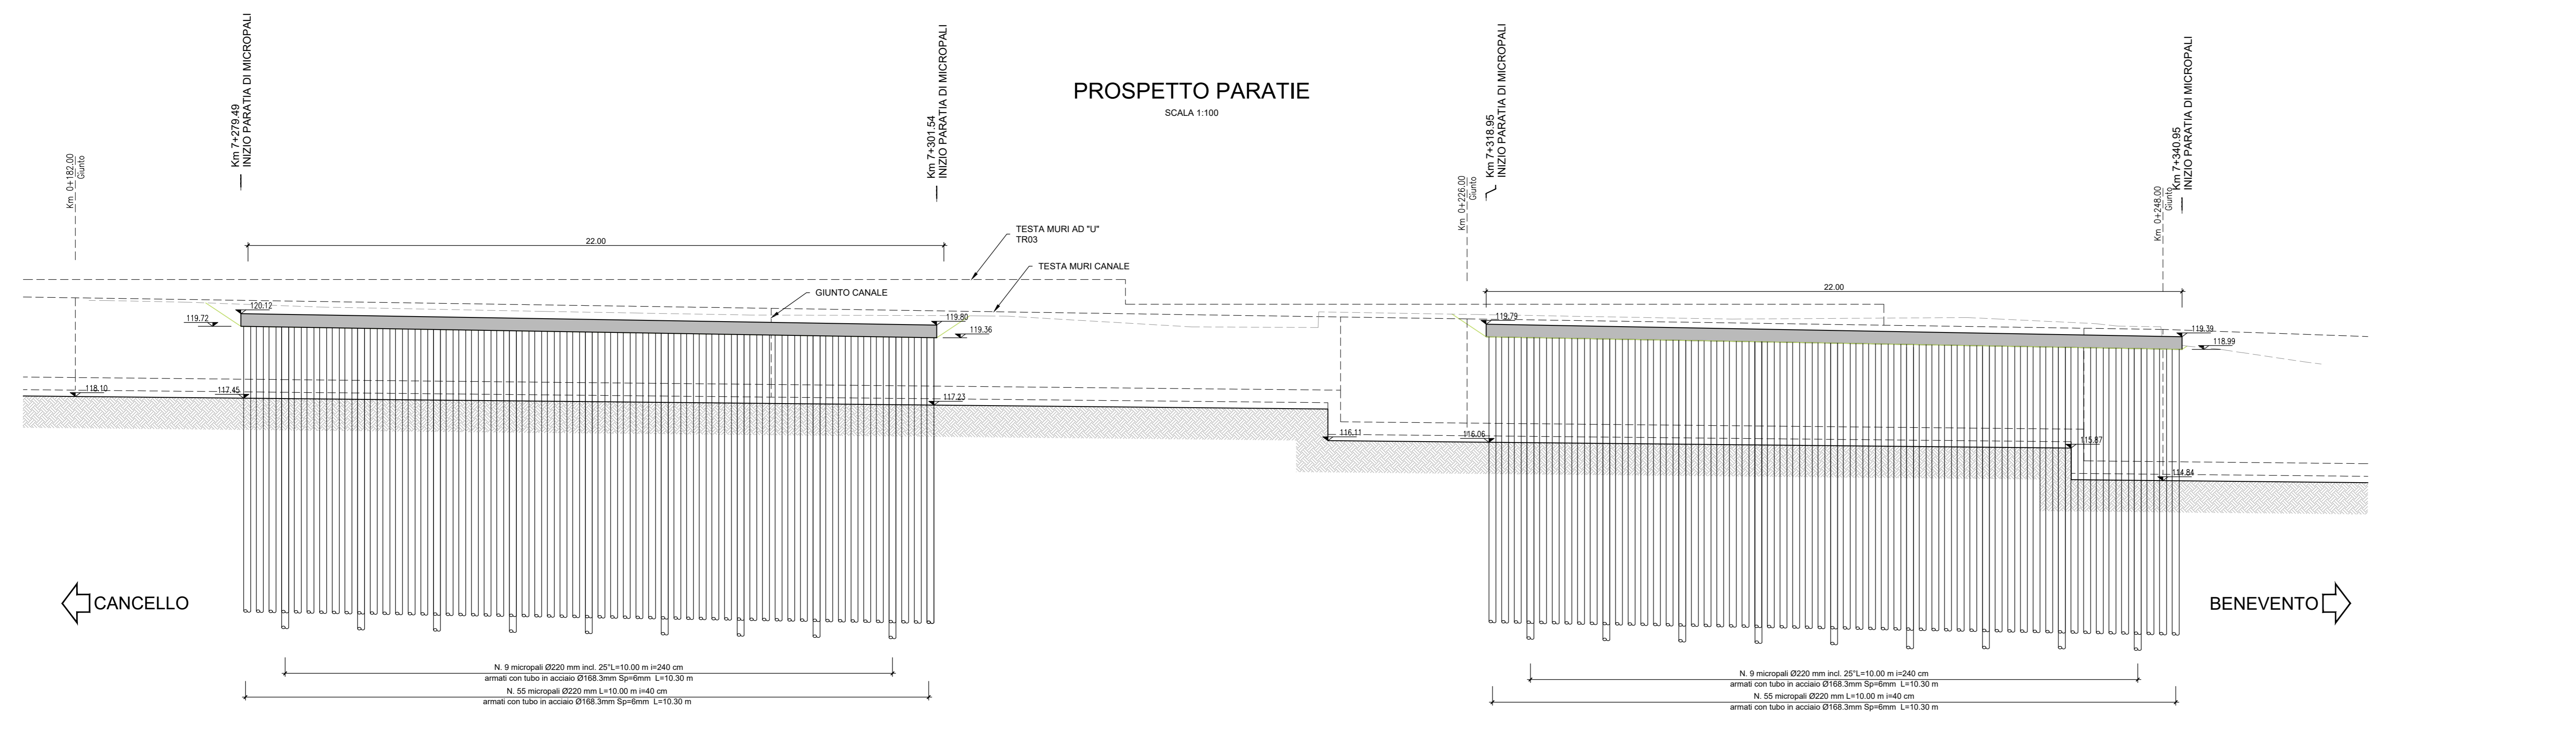 PROSPETTO PARATIE
SCALA 1:100
Km 7+279.49
INIZIO PARATIA DI MICROPALI
Km 7+301.54
INIZIO PARATIA DI MICROPALI
Km 7+318.95
INIZIO PARATIA DI MICROPALI
Km 7+340.95
INIZIO PARATIA DI MICROPALI
Km 0+182.00
Giunto
Km 0+226.00
Giunto
Km 0+248.00
Giunto
TESTA MURI AD "U"
TR03
TESTA MURI CANALE
GIUNTO CANALE
22.00
22.00
120.12
119.72
119.80
119.36
119.79
119.39
118.99
118.10
117.45
117.23
116.11
116.06
115.87
114.84
CANCELLO
BENEVENTO
N. 9 micropali Ø220 mm incl. 25°L=10.00 m i=240 cm
armati con tubo in acciaio Ø168.3mm Sp=6mm L=10.30 m
N. 55 micropali Ø220 mm L=10.00 m i=40 cm
armati con tubo in acciaio Ø168.3mm Sp=6mm L=10.30 m
N. 9 micropali Ø220 mm incl. 25°L=10.00 m i=240 cm
armati con tubo in acciaio Ø168.3mm Sp=6mm L=10.30 m
N. 55 micropali Ø220 mm L=10.00 m i=40 cm
armati con tubo in acciaio Ø168.3mm Sp=6mm L=10.30 m